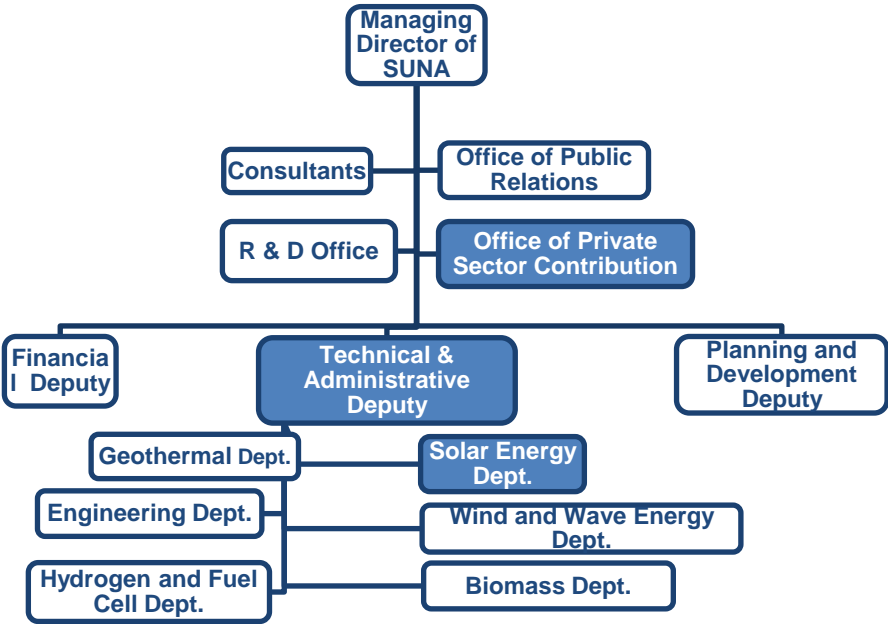 Managing
Director of
SUNA
Consultants
Office of Public
Relations
R & D Office
Office of Private
Sector Contribution
Financia
l Deputy
Technical &
Administrative
Deputy
Planning and
Development
Deputy
Geothermal Dept.
Solar Energy
Dept.
Engineering Dept.
Wind and Wave Energy
Dept.
Hydrogen and Fuel
Cell Dept.
Biomass Dept.